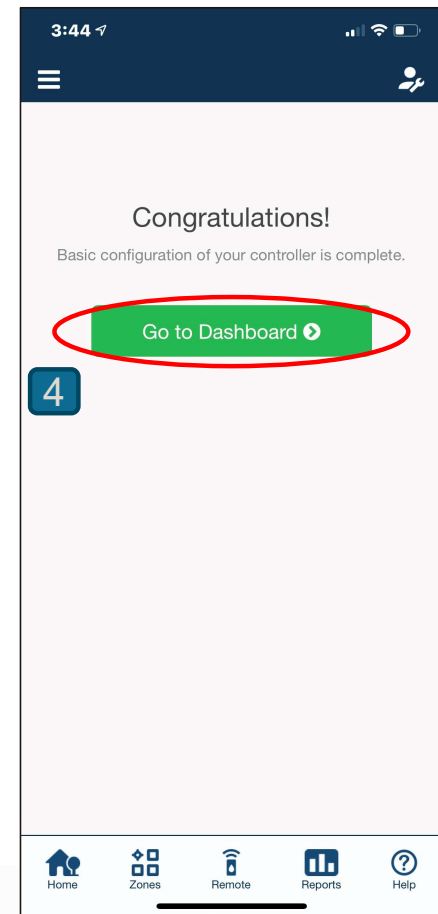 3:44
Congratulations!
Basic configuration of your controller is complete.
Go to Dashboard
4
Home Zones Remote Reports Help